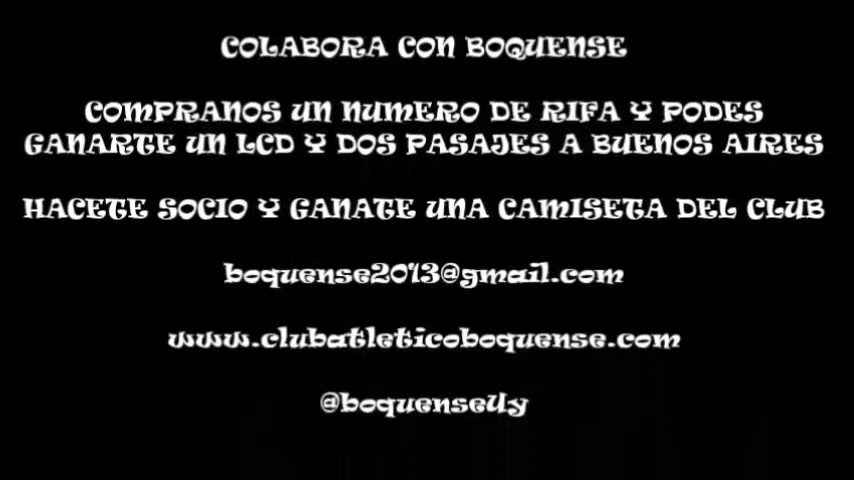 COLABORA CON BOQUENSE
COMPRANOS UN NUMERO DE RIFA Y PODES
GANARTE UN LCD Y DOS PASAJES A BUENOS AIRES
HACETE SOCIO Y GANATE UNA CAMISETA DEL CLUB
boquense2013@gmail.com
www.clubatleticoboquense.com
@boquenseUy